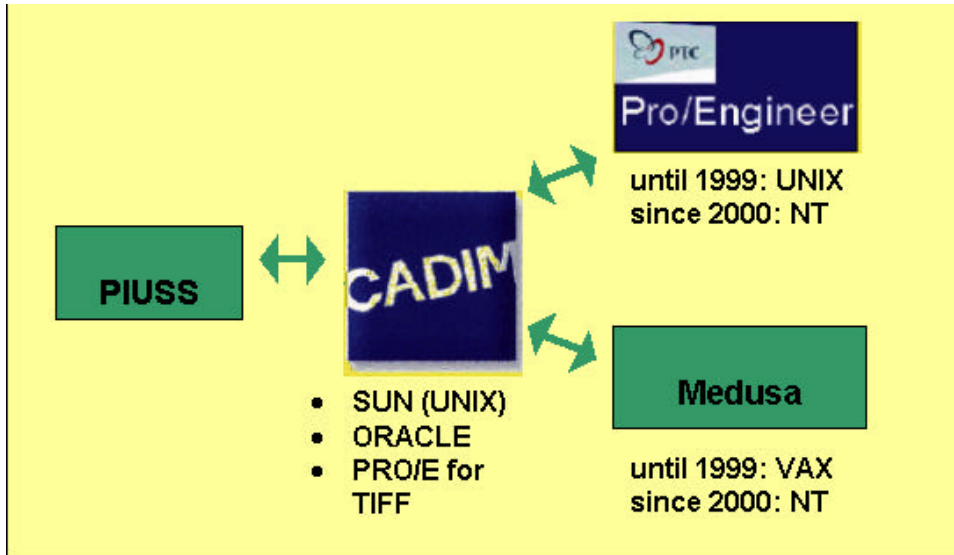 PTC
Pro/Engineer
until 1999: UNIX
since 2000: NT
PIUSS
CADIM
• SUN (UNIX)
• ORACLE
• PRO/E for
TIFF
Medusa
until 1999: VAX
since 2000: NT